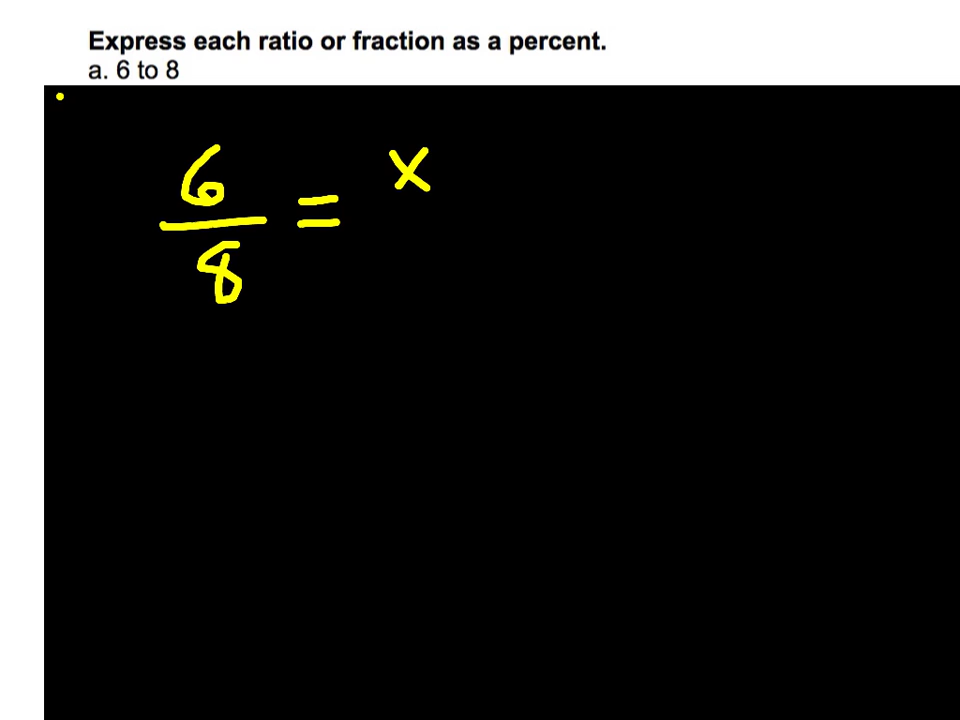 Express each ratio or fraction as a percent.
a. 6 to 8
6 = x
8